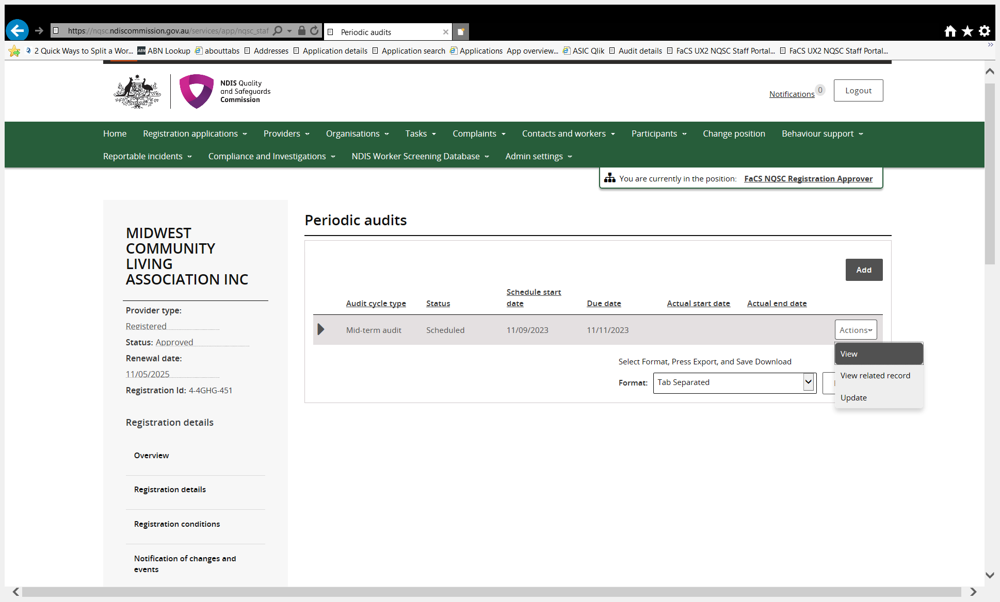 https://nqsc.ndiscommission.gov.au/services/app/nqsc_staf
Periodic audits
2 Quick Ways to Split a Wor...
ABN
ABN Lookup
abouttabs
Addresses
Application details
Application search
Applications
App overview...
ASIC Qlik
Audit details
FaCS UX2 NQSC Staff Portal...
FaCS UX2 NQSC Staff Portal...
NDIS Quality
and Safeguards
Commission
Notifications 0
Logout
Home
Registration applications
Providers
Organisations
Tasks
Complaints
Contacts and workers
Participants
Change position
Behaviour support
Reportable incidents
Compliance and Investigations
NDIS Worker Screening Database
Admin settings
You are currently in the position: FaCS NQSC Registration Approver
MIDWEST
COMMUNITY
LIVING
ASSOCIATION INC
Provider type:
Registered
Status: Approved
Renewal date:
11/05/2025
Registration Id: 4-4GHG-451
Registration details
Overview
Registration details
Registration conditions
Notification of changes and
events
Periodic audits
Add
Audit cycle type
Status
Schedule start
date
Due date
Actual start date
Actual end date
Mid-term audit
Scheduled
11/09/2023
11/11/2023
Actions
View
View related record
Update
Select Format, Press Export, and Save Download
Format:
Tab Separated